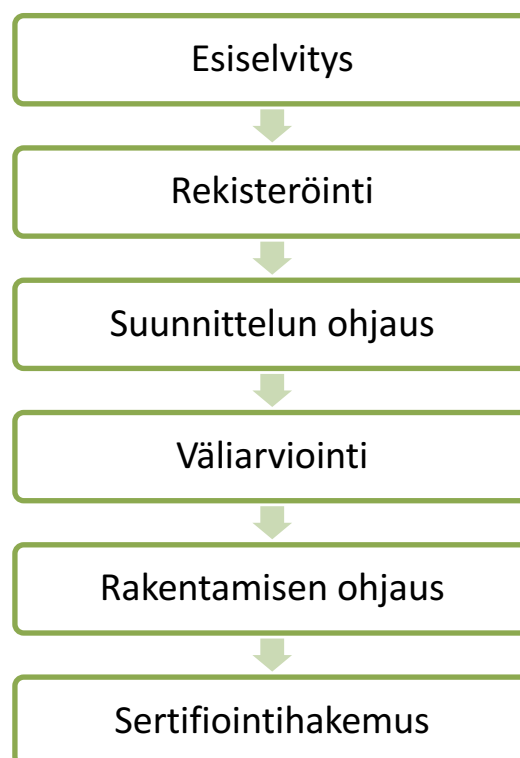 Esiselvitys
Rekisteröinti
Suunnittelun ohjaus
Väliarviointi
Rakentamisen ohjaus
Sertifiointihakemus